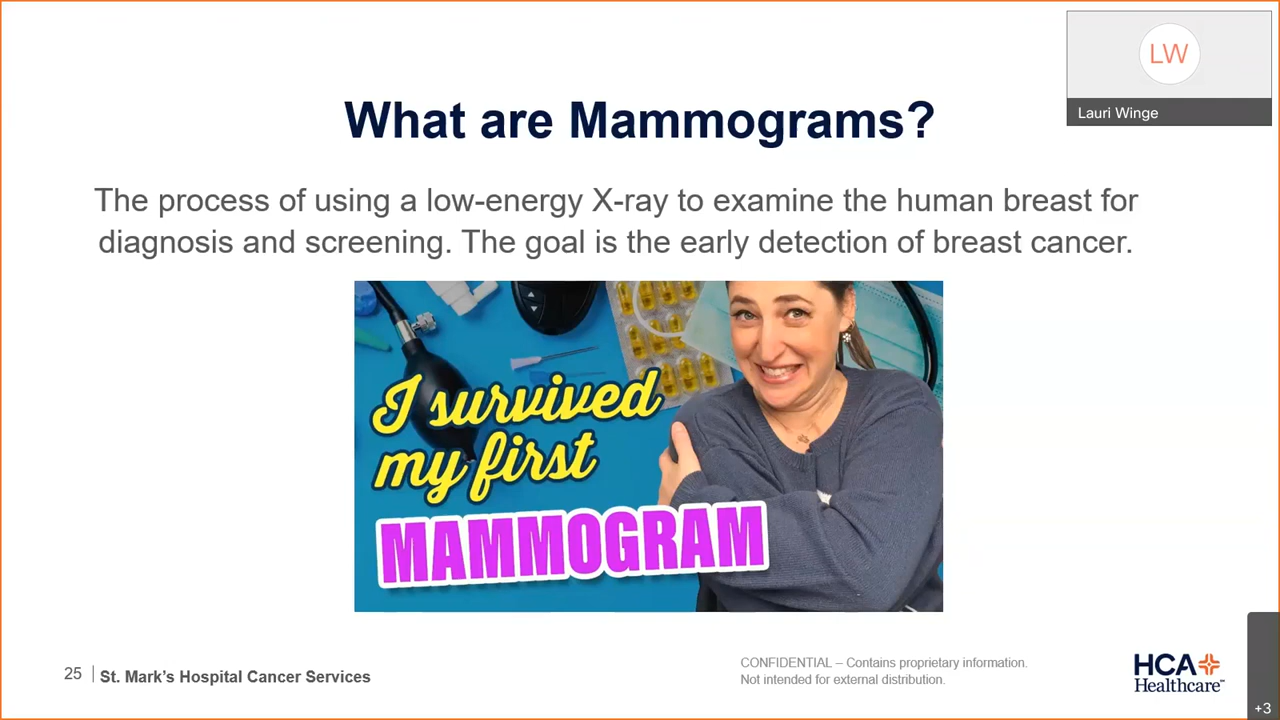 LW
Lauri Winge
What are Mammograms?
The process of using a low-energy X-ray to examine the human breast for
diagnosis and screening. The goal is the early detection of breast cancer.
I survived
my first
MAMMOGRAM
25
St. Mark's Hospital Cancer Services
CONFIDENTIAL – Contains proprietary information.
Not intended for external distribution.
HCA
Healthcare™
+3